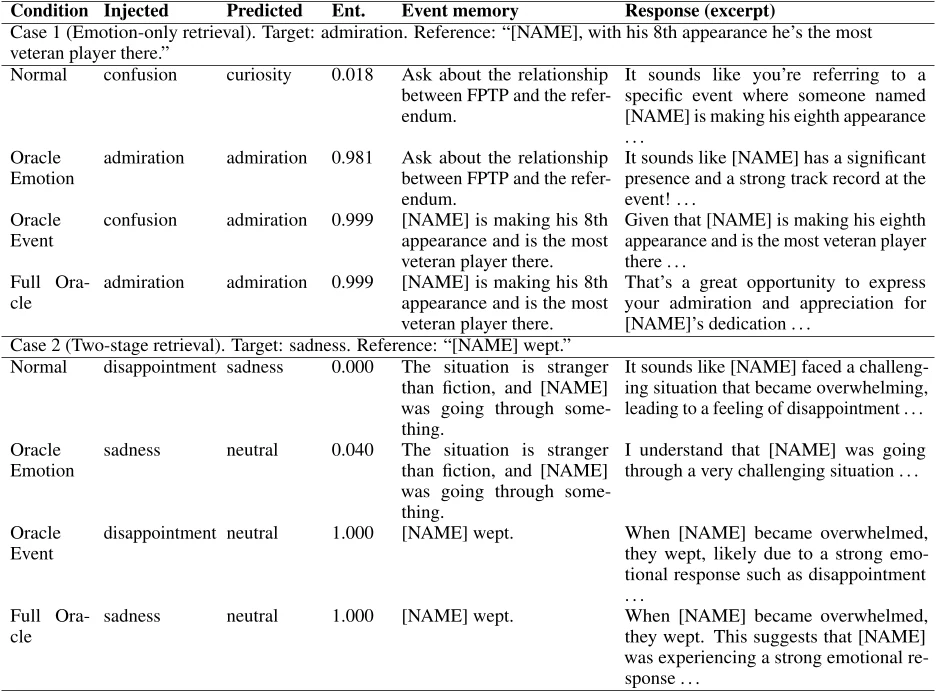 Condition Injected Predicted Ent. Event memory Response (excerpt)
Case 1 (Emotion-only retrieval). Target: admiration. Reference: “[NAME], with his 8th appearance he’s the most
veteran player there.”
Normal confusion curiosity 0.018 Ask about the relationship It sounds like you’re referring to a
between FPTP and the refer- specific event where someone named
endum. [NAME] is making his eighth appearance
...
Oracle admiration admiration 0.981 Ask about the relationship It sounds like [NAME] has a significant
Emotion between FPTP and the refer- presence and a strong track record at the
endum. event! ...
Oracle confusion admiration 0.999 [NAME] is making his 8th Given that [NAME] is making his eighth
Event appearance and is the most appearance and is the most veteran player
veteran player there. there ...
Full Ora- admiration admiration 0.999 [NAME] is making his 8th That’s a great opportunity to express
cle appearance and is the most your admiration and appreciation for
veteran player there. [NAME]’s dedication ...
Case 2 (Two-stage retrieval). Target: sadness. Reference: “[NAME] wept.”
Normal disappointment sadness 0.000 The situation is stranger It sounds like [NAME] faced a challeng-
than fiction, and [NAME] ing situation that became overwhelming,
was going through some- leading to a feeling of disappointment ...
thing.
Oracle sadness neutral 0.040 The situation is stranger I understand that [NAME] was going
Emotion than fiction, and [NAME] through a very challenging situation ...
was going through some-
thing.
Oracle disappointment neutral 1.000 [NAME] wept. When [NAME] became overwhelmed,
Event they wept, likely due to a strong emo-
tional response such as disappointment
...
Full Ora- sadness neutral 1.000 [NAME] wept. When [NAME] became overwhelmed,
cle they wept. This suggests that [NAME]
was experiencing a strong emotional re-
sponse ...